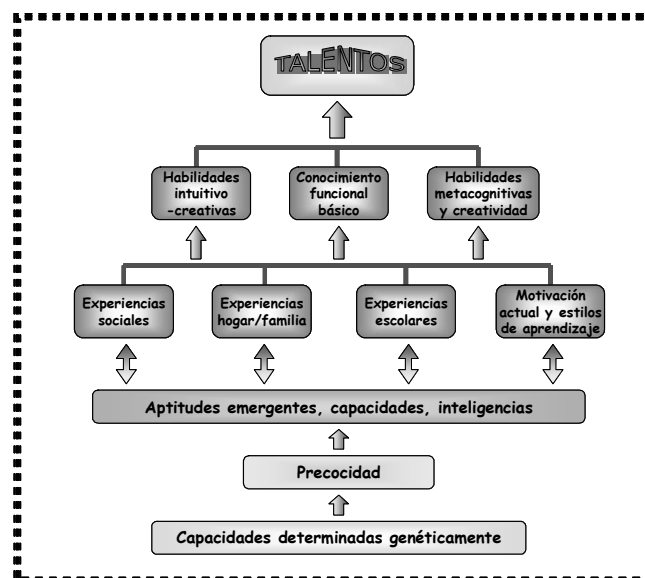 TALENTOS
Habilidades
intuitivo
-creativas
Conocimiento
funcional
básico
Habilidades
metacognitivas
y creatividad
Experiencias
sociales
Experiencias
hogar/familia
Experiencias
escolares
Motivación
actual y estilos
de aprendizaje
Aptitudes emergentes, capacidades, inteligencias
Precocidad
Capacidades determinadas genéticamente